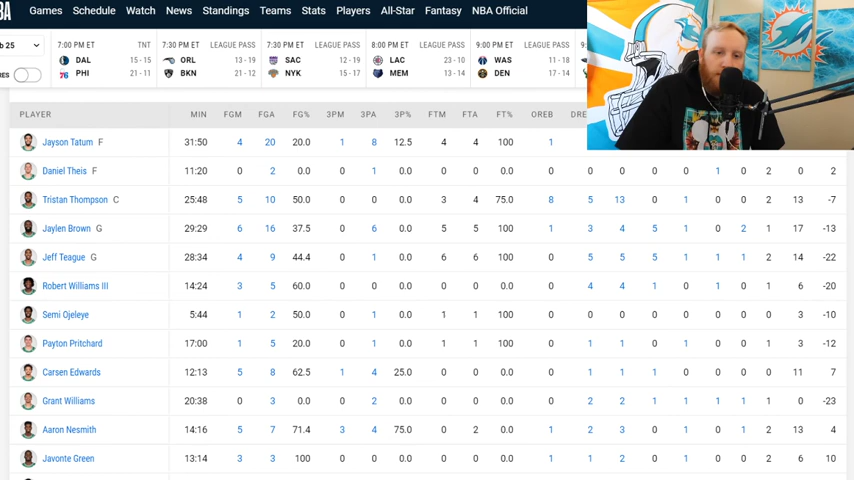 BA Games Schedule Watch News Standings Teams Stats Players All-Star Fantasy NBA Official
b 25 7:00 PM ET TNT 7:30 PM ET LEAGUE PASS 7:30 PM ET LEAGUE PASS 8:00 PM ET LEAGUE PASS 9:00 PM ET LEAGUE PASS 9:
DAL 15 - 15 ORL 13 - 19 SAC 12 - 19 LAC 23 - 10 WAS 11 - 18
RES PHI 21 - 11 BKN 21 - 12 NYK 15 - 17 MEM 13 - 14 DEN 17 - 14
PLAYER MIN FGM FGA FG% 3PM 3PA 3P% FTM FTA FT% OREB DRE
Jayson Tatum F 31:50 4 20 20.0 1 8 12.5 4 4 100 1
Daniel Theis F 11:20 0 2 0.0 0 1 0.0 0 0 0.0 0 0 0 0 0 1 0 2 0 2
Tristan Thompson C 25:48 5 10 50.0 0 0 0.0 3 4 75.0 8 5 13 0 1 0 0 2 13 -7
Jaylen Brown G 29:29 6 16 37.5 0 6 0.0 5 5 100 1 3 4 5 1 0 2 1 17 -13
Jeff Teague G 28:34 4 9 44.4 0 1 0.0 6 6 100 0 5 5 5 1 1 1 2 14 -22
Robert Williams III 14:24 3 5 60.0 0 0 0.0 0 0 0.0 0 4 4 1 0 1 0 1 6 -20
Semi Ojeleye 5:44 1 2 50.0 0 1 0.0 1 1 100 0 0 0 0 0 0 0 0 3 -10
Payton Pritchard 17:00 1 5 20.0 0 1 0.0 1 1 100 0 1 1 0 1 0 0 1 3 -12
Carsen Edwards 12:13 5 8 62.5 1 4 25.0 0 0 0.0 0 1 1 1 0 0 0 0 11 7
Grant Williams 20:38 0 3 0.0 0 2 0.0 0 0 0.0 0 2 2 1 1 1 1 1 0 -23
Aaron Nesmith 14:16 5 7 71.4 3 4 75.0 0 2 0.0 1 2 3 0 1 0 1 2 13 4
Javonte Green 13:14 3 3 100 0 0 0.0 0 0 0.0 1 1 2 0 1 0 0 2 6 10